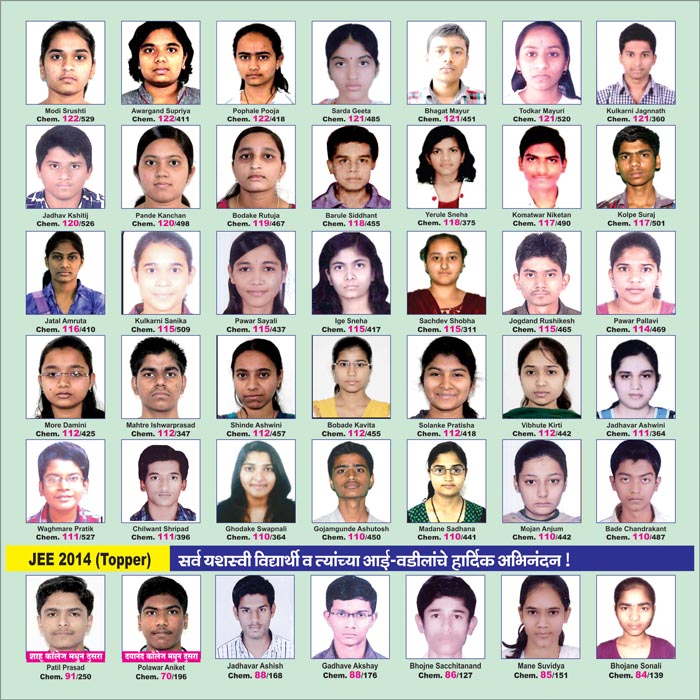 Modi Srushti Awargand Supriya Pophale Pooja Sarda Geeta Bhagat Mayur Todkar Mayuri Kulkarni Jagnnath
Chem. 122/529 Chem. 122/411 Chem. 122/418 Chem. 121/485 Chem. 121/451 Chem. 121/520 Chem. 121/360
Jadhav Kshitij Pande Kanchan Bodake Rutuja Barule Siddhant Yerule Sneha Komatwar Niketan Kolpe Suraj
Chem. 120/526 Chem. 120/498 Chem. 119/467 Chem. 118/455 Chem. 118/375 Chem. 117/490 Chem. 117/501
Jatal Amruta Kulkarni Sanika Pawar Sayali Ige Sneha Sachdev Shobha Jogdand Rushikesh Pawar Pallavi
Chem. 116/410 Chem. 115/509 Chem. 115/437 Chem. 115/417 Chem. 115/311 Chem. 115/465 Chem. 114/469
More Damini Mahtre Ishwarprasad Shinde Ashwini Bobade Kavita Solanke Pratisha Vibhute Kirti Jadhavar Ashwini
Chem. 112/425 Chem. 112/347 Chem. 112/457 Chem. 112/455 Chem. 112/418 Chem. 112/442 Chem. 111/364
Waghmare Pratik Chilwant Shripad Ghodake Swapnali Gojamgunde Ashutosh Madane Sadhana Mojan Anjum Bade Chandrakant
Chem. 111/527 Chem. 111/396 Chem. 110/364 Chem. 110/450 Chem. 110/441 Chem. 110/442 Chem. 110/487
JEE 2014 (Topper) सर्व यशस्वी विद्यार्थी व त्यांच्या आई-वडीलांचे हार्दिक अभिनंदन !
शाहू कॉलेज मधुन दुसरा दयानंद कॉलेज मधुन दुसरा
Patil Prasad Polawar Aniket Jadhavar Ashish Gadhave Akshay Bhojne Sacchitanand Mane Suvidya Bhojane Sonali
Chem. 91/250 Chem. 70/196 Chem. 88/168 Chem. 88/176 Chem. 86/127 Chem. 85/151 Chem. 84/139